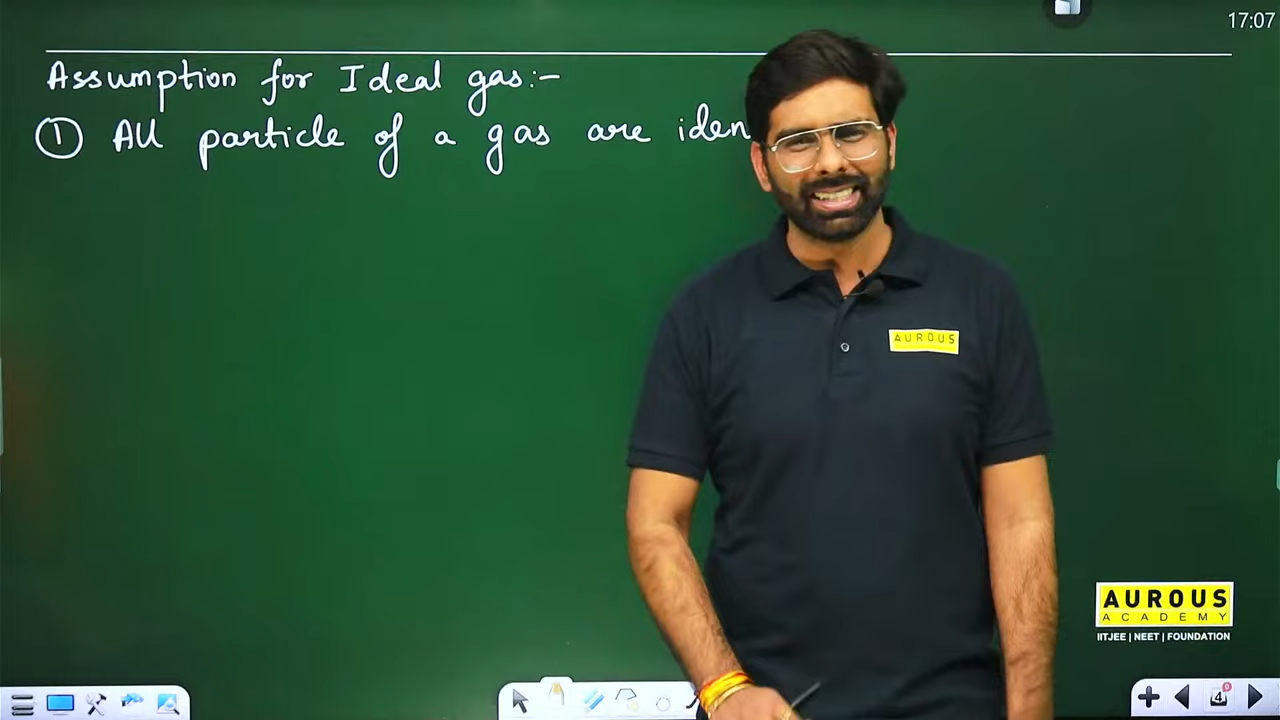 17:07
Assumption for Ideal gas:-
① All particle of a gas are iden
AUROUS
AUROUS
ACADEMY
IITJEE | NEET | FOUNDATION
4